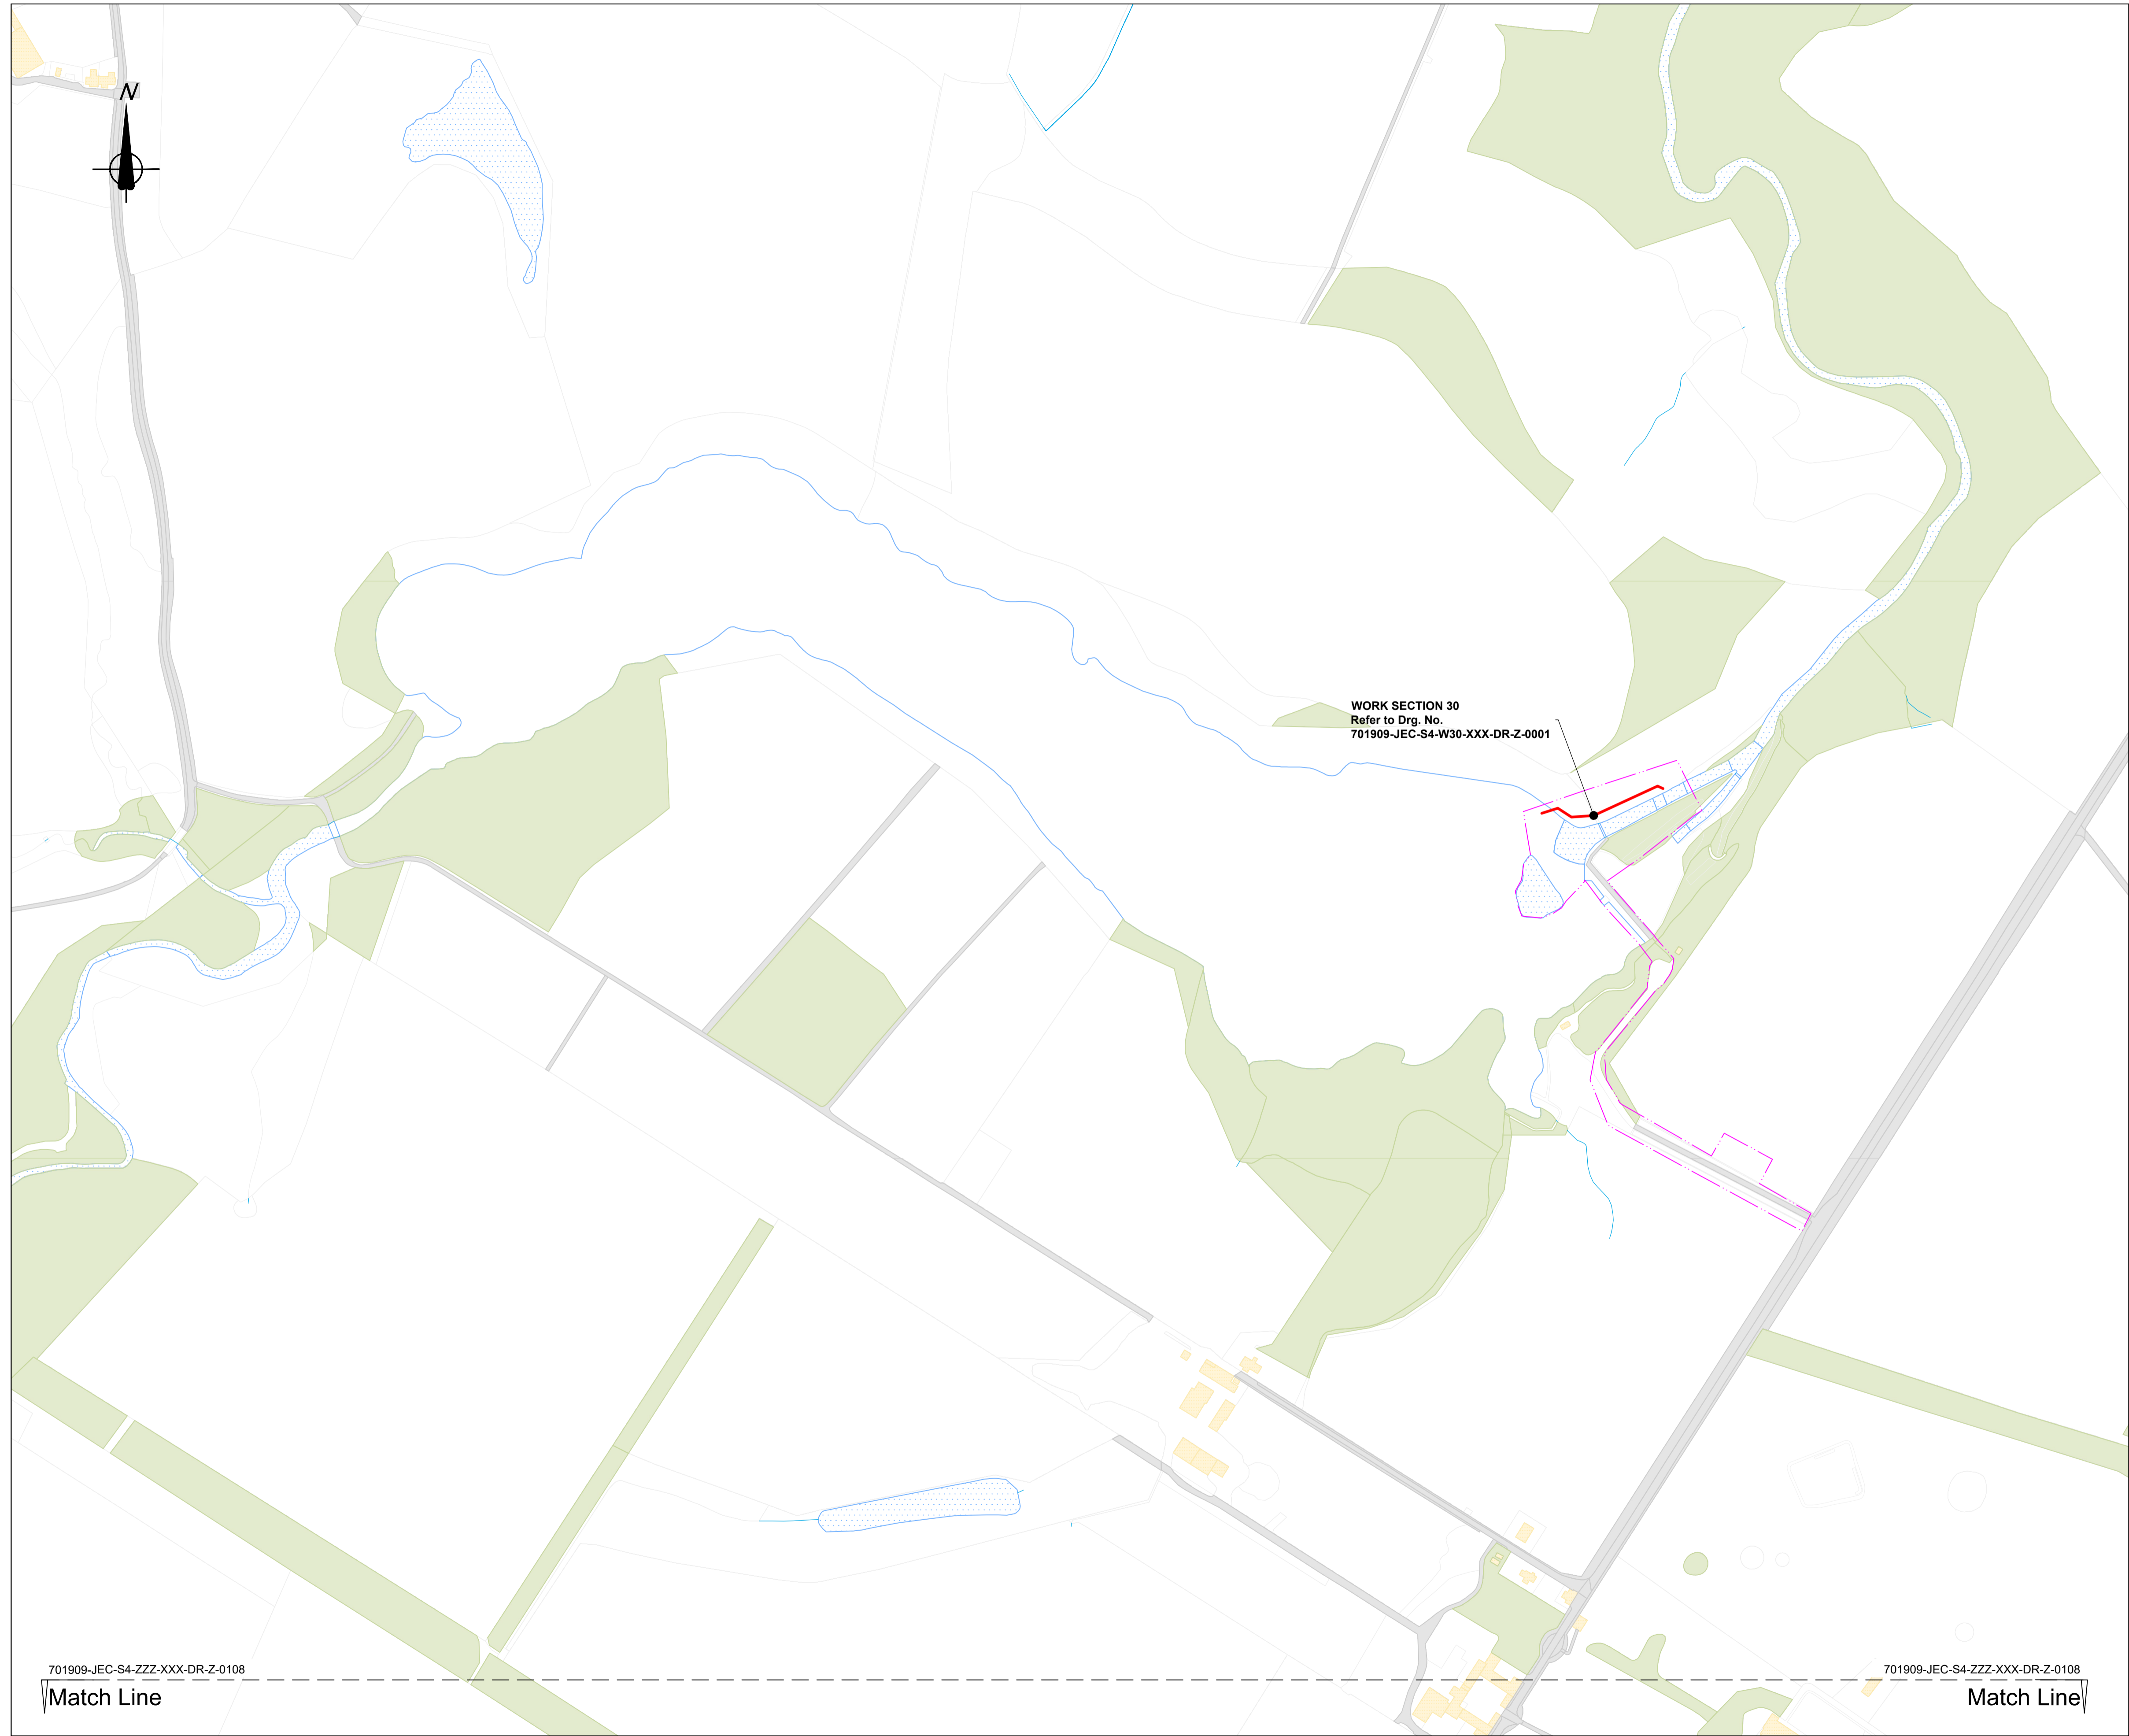 N
WORK SECTION 30
Refer to Drg. No.
701909-JEC-S4-W30-XXX-DR-Z-0001
701909-JEC-S4-ZZZ-XXX-DR-Z-0108
Match Line
701909-JEC-S4-ZZZ-XXX-DR-Z-0108
Match Line